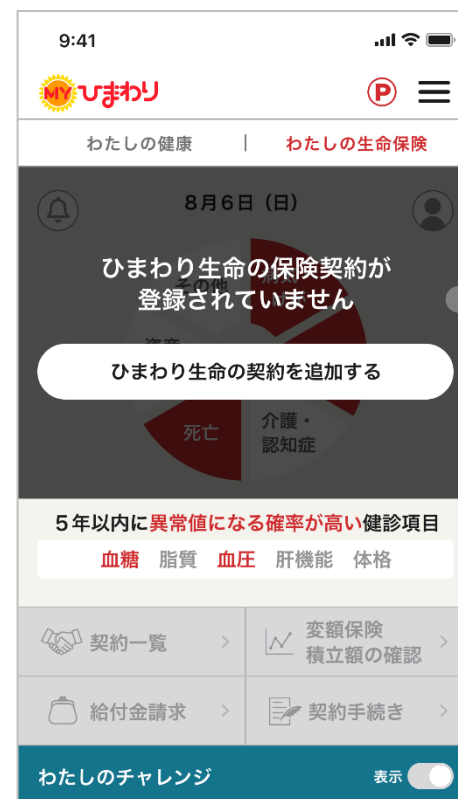 9:41
MYひまわり
P
わたしの健康 | わたしの生命保険
8月6日（日）
ひまわり生命の保険契約が
登録されていません
その他
ひまわり生命の契約を追加する
死亡
介護・
認知症
5年以内に異常値になる確率が高い健診項目
血糖 脂質 血圧 肝機能 体格
契約一覧
変額保険
積立額の確認
給付金請求
契約手続き
わたしのチャレンジ
表示